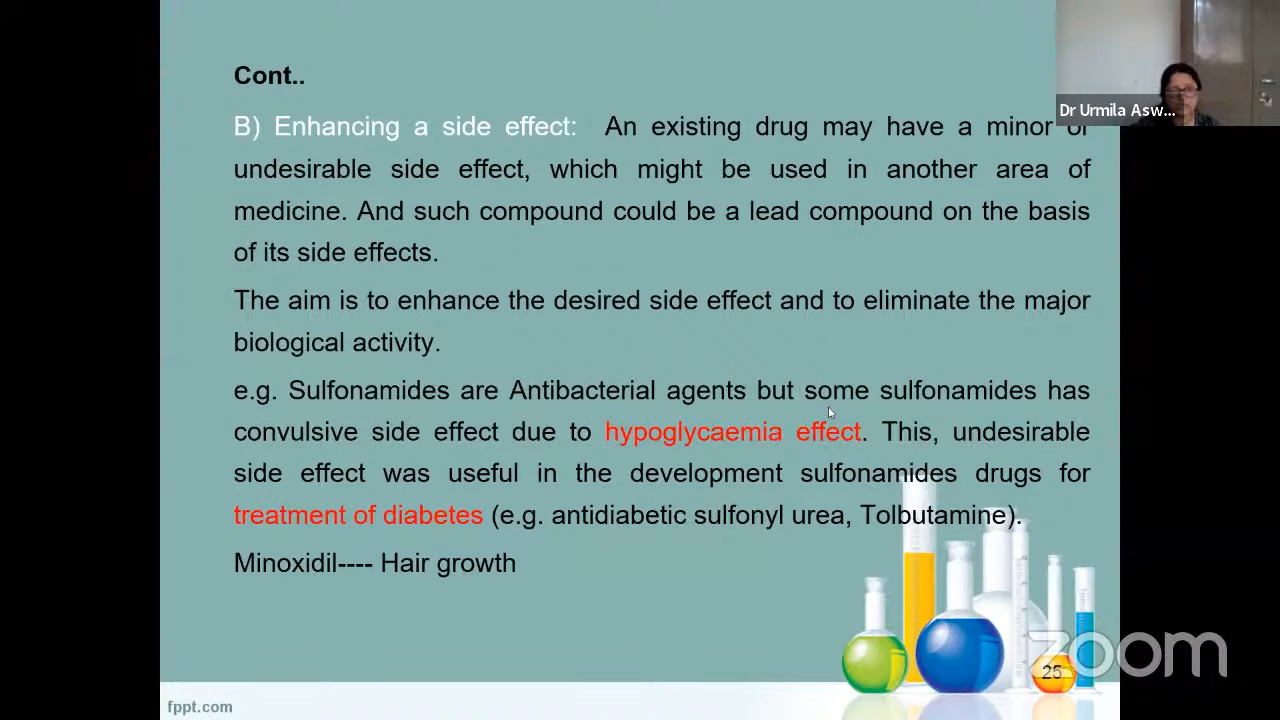 Cont..
Dr Urmila Asw...
B) Enhancing a side effect: An existing drug may have a minor or
undesirable side effect, which might be used in another area of
medicine. And such compound could be a lead compound on the basis
of its side effects.
The aim is to enhance the desired side effect and to eliminate the major
biological activity.
e.g. Sulfonamides are Antibacterial agents but some sulfonamides has
convulsive side effect due to hypoglycaemia effect. This, undesirable
side effect was useful in the development sulfonamides drugs for
treatment of diabetes (e.g. antidiabetic sulfonyl urea, Tolbutamine).
Minoxidil---- Hair growth
zoom
25
fppt.com